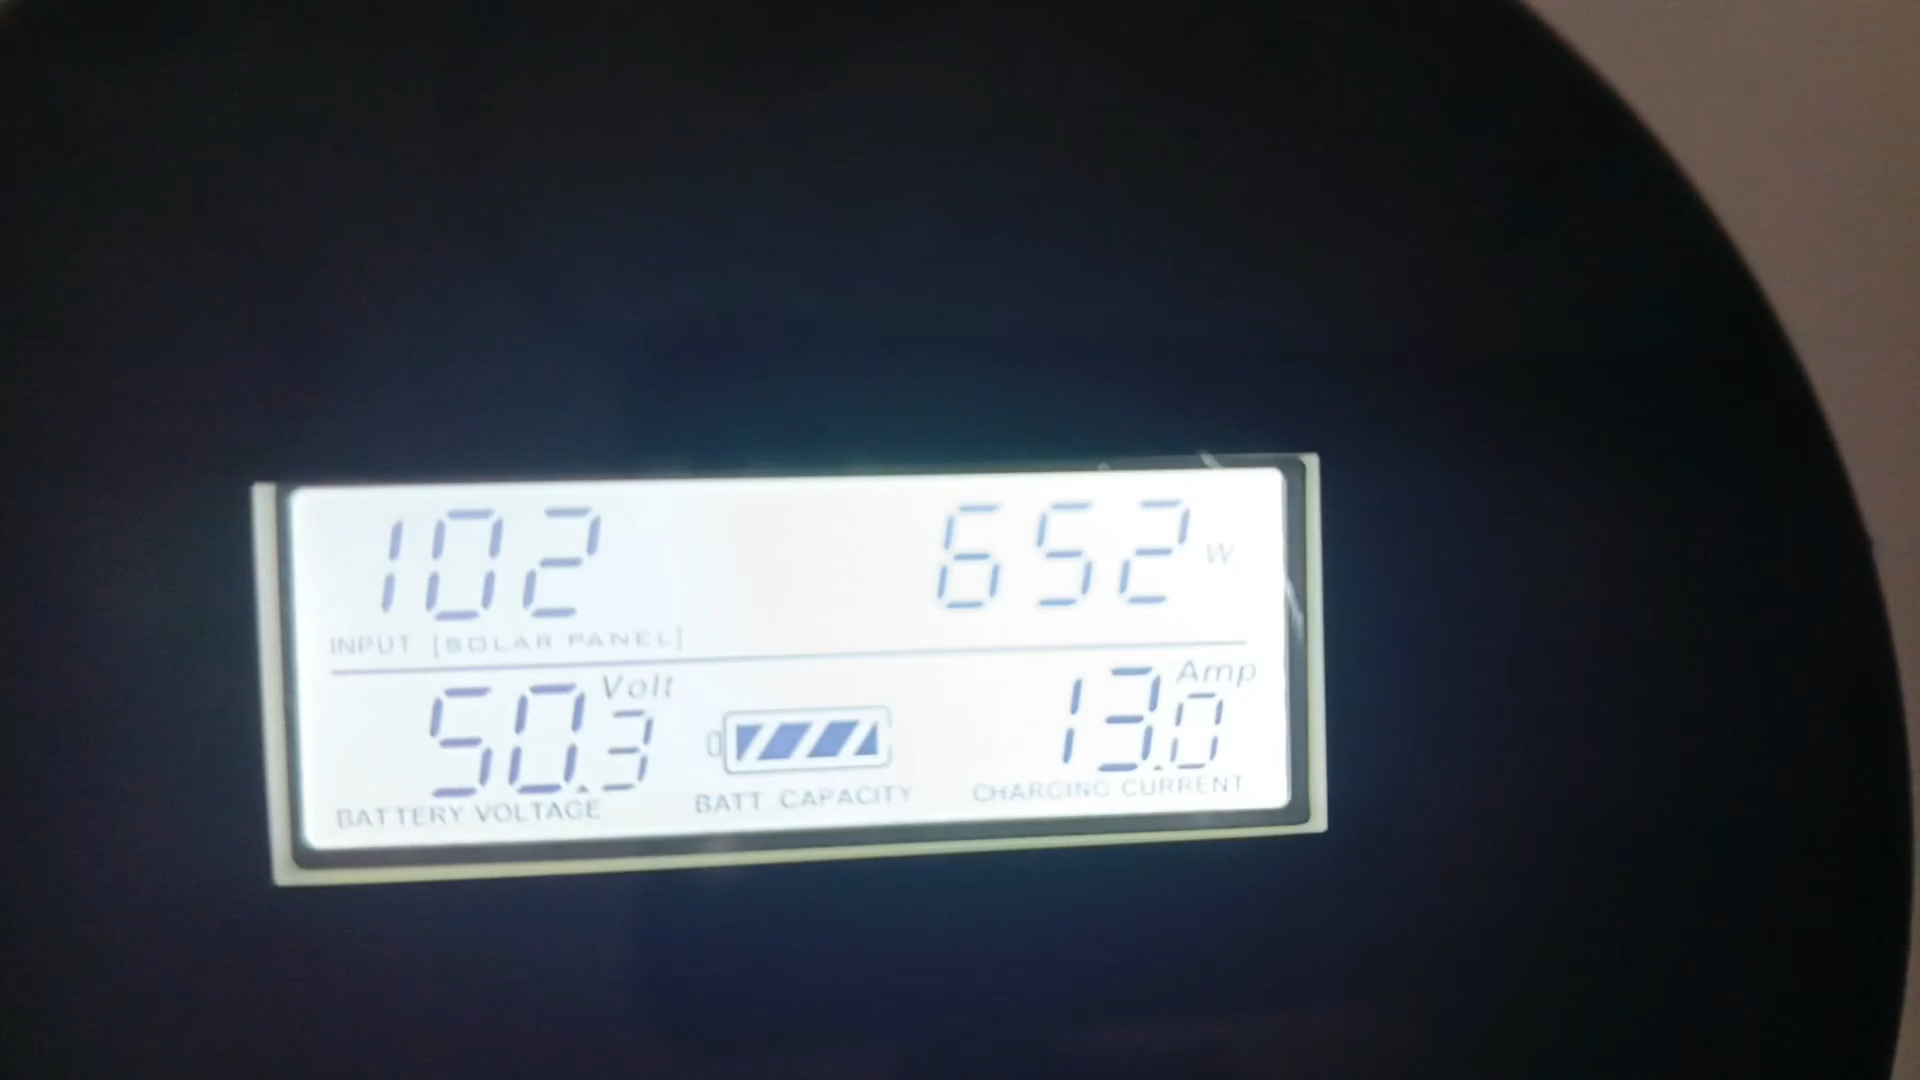 102 652 W
INPUT [SOLAR PANEL]
50.3 Volt 13.0 Amp
BATTERY VOLTAGE BATT CAPACITY CHARGING CURRENT